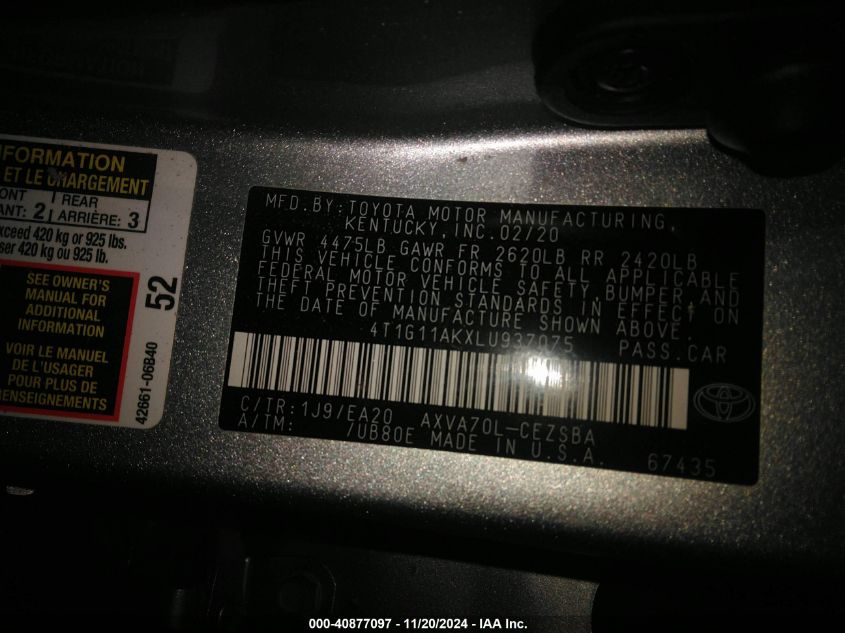 NFORMATION
ET LE CHARGEMENT
ONT REAR
ANT: 2 ARRIÈRE: 3
xceed 420 kg or 925 lbs.
ser 420 kg ou 925 lb.
52
SEE OWNER'S
MANUAL FOR
ADDITIONAL
INFORMATION
VOIR LE MANUEL
DE L'USAGER
POUR PLUS DE
RENSEIGNEMENTS
42661-06B40
MFD.BY:TOYOTA MOTOR MANUFACTURING,
KENTUCKY,INC.02/20
GVWR 4475LB GAWR FR 2620LB RR 2420LB
THIS VEHICLE CONFORMS TO ALL APPLICABLE
FEDERAL MOTOR VEHICLE SAFETY,BUMPER,AND
THEFT PREVENTION STANDARDS IN EFFECT ON
THE DATE OF MANUFACTURE SHOWN ABOVE.
4T1G11AKXLU937075 PASS.CAR
C/TR:1J9/EA20 AXVA70L-CEZSBA
A/TM: /UB80E MADE IN U.S.A.
67435
000-40877097 - 11/20/2024 - IAA Inc.